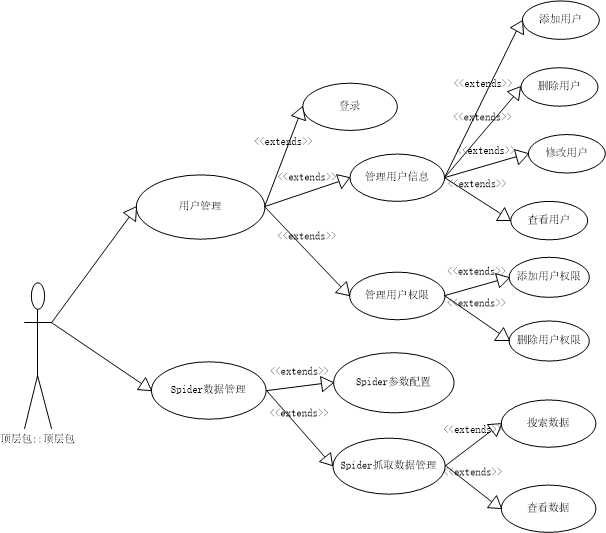 添加用户
<<extends>>
删除用户
<<extends>>
登录
<<extends>>
修改用户
<<extends>>
管理用户信息
<<extends>>
<<extends>>
用户管理
查看用户
<<extends>>
添加用户权限
<<extends>>
管理用户权限
<<extends>>
删除用户权限
<<extends>>
Spider参数配置
Spider数据管理
<<extends>>
搜索数据
<<extends>>
顶层包::顶层包
Spider抓取数据管理
<<extends>>
查看数据